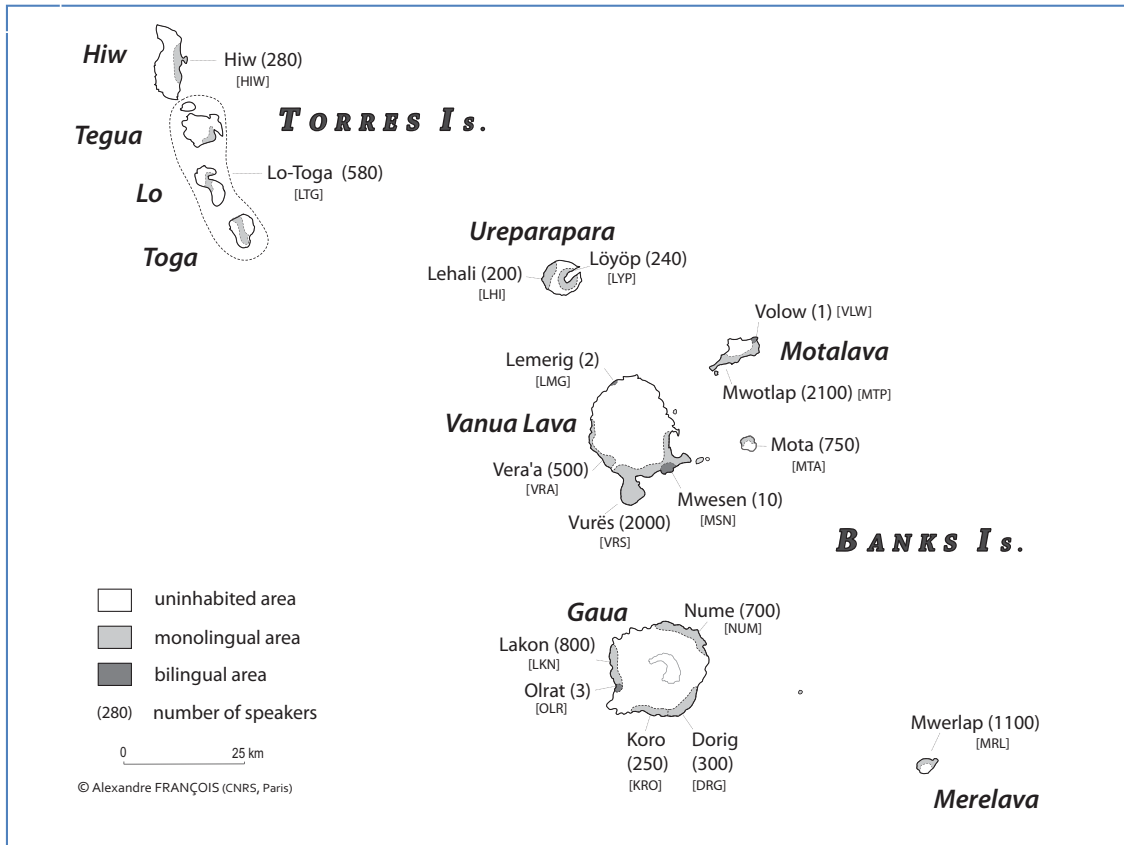 Hiw
Hiw (280)
[HIW]
TORRES Is.
Tegua
Lo-Toga (580)
[LTG]
Lo
Toga
Ureparapara
Löyöp (240)
[LYP]
Lehali (200)
[LHI]
Volow (1) [VLW]
Motalava
Lemerig (2)
[LMG]
Mwotlap (2100) [MTP]
Vanua Lava
Mota (750)
[MTA]
Vera'a (500)
[VRA]
Mwesen (10)
[MSN]
Vurës (2000)
[VRS]
BANKS Is.
uninhabited area
monolingual area
bilingual area
(280) number of speakers
0 25 km
© Alexandre FRANÇOIS (CNRS, Paris)
Gaua
Nume (700)
[NUM]
Lakon (800)
[LKN]
Olrat (3)
[OLR]
Koro
(250)
[KRO]
Dorig
(300)
[DRG]
Mwerlap (1100)
[MRL]
Merelava